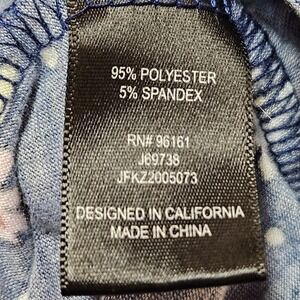 95% POLYESTER
5% SPANDEX
RN# 96161
J69738
JFKZ2005073
DESIGNED IN CALIFORNIA
MADE IN CHINA